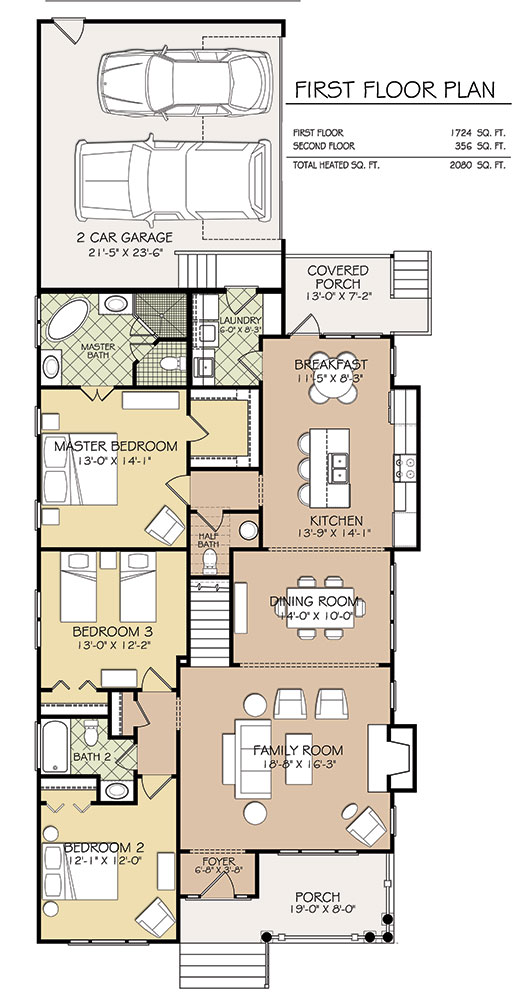 FIRST FLOOR PLAN
FIRST FLOOR 1724 SQ. FT.
SECOND FLOOR 356 SQ. FT.
TOTAL HEATED SQ. FT. 2080 SQ. FT.
2 CAR GARAGE
21'-5" X 23'-6"
COVERED
PORCH
13'-0" X 7'-2"
LAUNDRY
6'-0" X 8'-3"
MASTER
BATH
BREAKFAST
11'-5" X 8'-3"
MASTER BEDROOM
13'-0" X 14'-1"
KITCHEN
13'-9" X 14'-1"
HALF
BATH
DINING ROOM
14'-0" X 10'-0"
BEDROOM 3
13'-0" X 12'-2"
FAMILY ROOM
18'-8" X 16'-3"
BATH 2
BEDROOM 2
12'-1" X 12'-0"
FOYER
6'-8" X 3'-8"
PORCH
19'-0" X 8'-0"